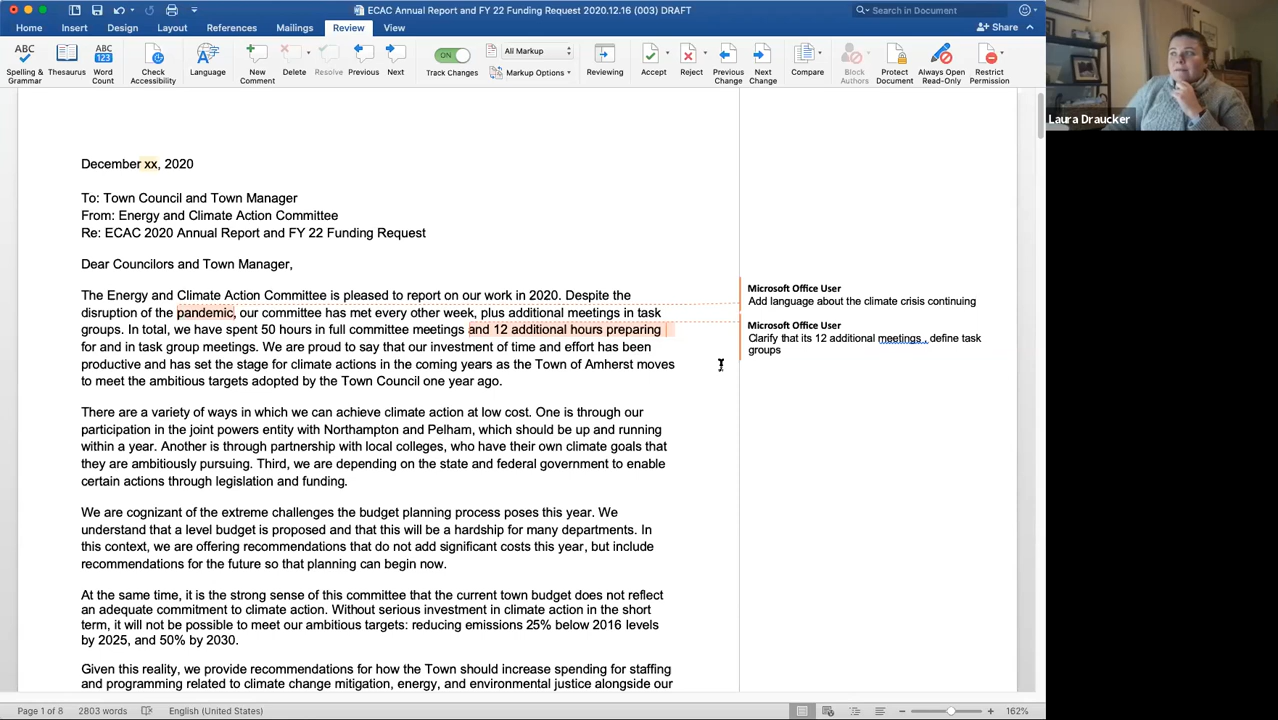 ECAC Annual Report and FY 22 Funding Request 2020.12.16 (003) DRAFT
Search in Document
Home Insert Design Layout References Mailings Review View
Share
ABC ABC 123 ON All Markup
Markup Options
Spelling & Grammar Thesaurus Word Count Check Accessibility Language New Comment Delete Resolve Previous Next Track Changes Reviewing Accept Reject Previous Change Next Change Compare Block Authors Protect Document Always Open Read-Only Restrict Permission
Laura Draucker
December xx, 2020
To: Town Council and Town Manager
From: Energy and Climate Action Committee
Re: ECAC 2020 Annual Report and FY 22 Funding Request
Dear Councilors and Town Manager,
The Energy and Climate Action Committee is pleased to report on our work in 2020. Despite the
disruption of the pandemic, our committee has met every other week, plus additional meetings in task
groups. In total, we have spent 50 hours in full committee meetings and 12 additional hours preparing
for and in task group meetings. We are proud to say that our investment of time and effort has been
productive and has set the stage for climate actions in the coming years as the Town of Amherst moves
to meet the ambitious targets adopted by the Town Council one year ago.
There are a variety of ways in which we can achieve climate action at low cost. One is through our
participation in the joint powers entity with Northampton and Pelham, which should be up and running
within a year. Another is through partnership with local colleges, who have their own climate goals that
they are ambitiously pursuing. Third, we are depending on the state and federal government to enable
certain actions through legislation and funding.
We are cognizant of the extreme challenges the budget planning process poses this year. We
understand that a level budget is proposed and that this will be a hardship for many departments. In
this context, we are offering recommendations that do not add significant costs this year, but include
recommendations for the future so that planning can begin now.
At the same time, it is the strong sense of this committee that the current town budget does not reflect
an adequate commitment to climate action. Without serious investment in climate action in the short
term, it will not be possible to meet our ambitious targets: reducing emissions 25% below 2016 levels
by 2025, and 50% by 2030.
Given this reality, we provide recommendations for how the Town should increase spending for staffing
and programming related to climate change mitigation, energy, and environmental justice alongside our
Microsoft Office User
Add language about the climate crisis continuing
Microsoft Office User
Clarify that its 12 additional meetings , define task
groups
Page 1 of 8 2803 words English (United States) 162%